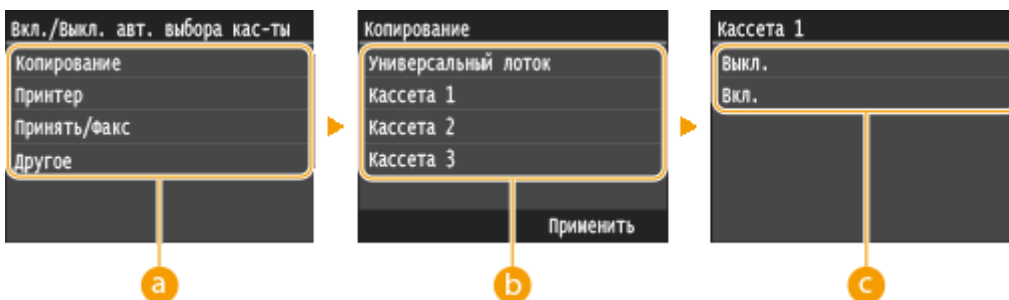 Вкл./Выкл. авт. выбора кас-ты
Копирование
Принтер
Принять/Факс
Другое
a
Копирование
Универсальный лоток
Кассета 1
Кассета 2
Кассета 3
Применить
b
Кассета 1
Выкл.
Вкл.
c